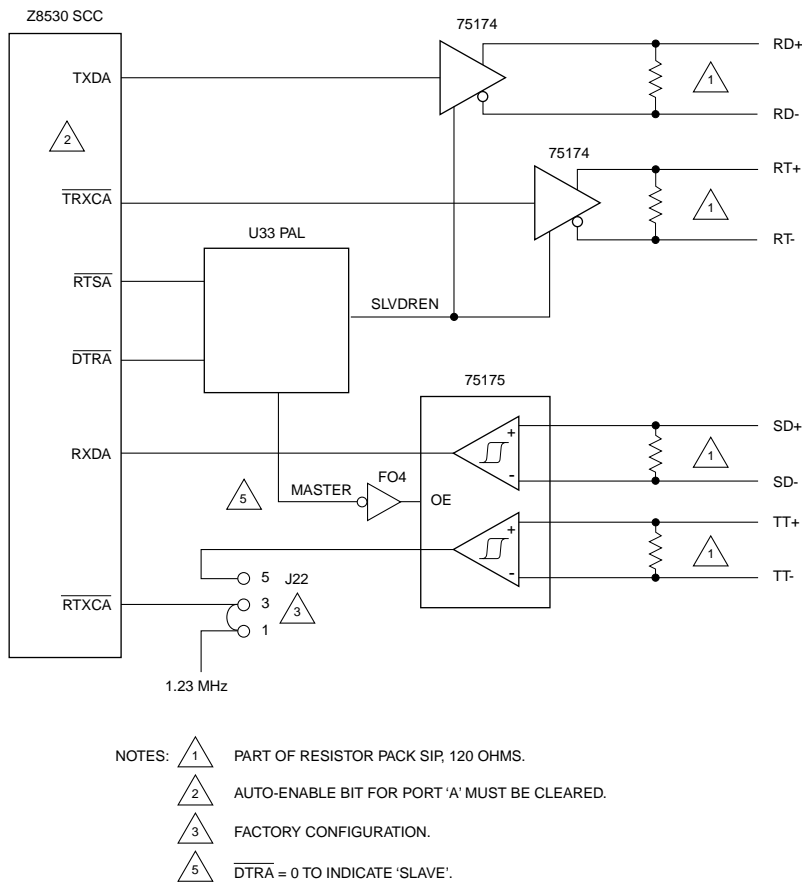 Z8530 SCC
75174
TXDA
RD+
1
RD-
2
75174
TRXCA
RT+
1
RT-
U33 PAL
RTSA
SLVDREN
DTRA
75175
RXDA
+
-
SD+
1
SD-
5
MASTER
FO4
OE
+
-
TT+
1
TT-
5 J22
RTXCA
3
3
1
1.23 MHz
NOTES: 1 PART OF RESISTOR PACK SIP, 120 OHMS.
2 AUTO-ENABLE BIT FOR PORT 'A' MUST BE CLEARED.
3 FACTORY CONFIGURATION.
5 DTRA = 0 TO INDICATE 'SLAVE'.